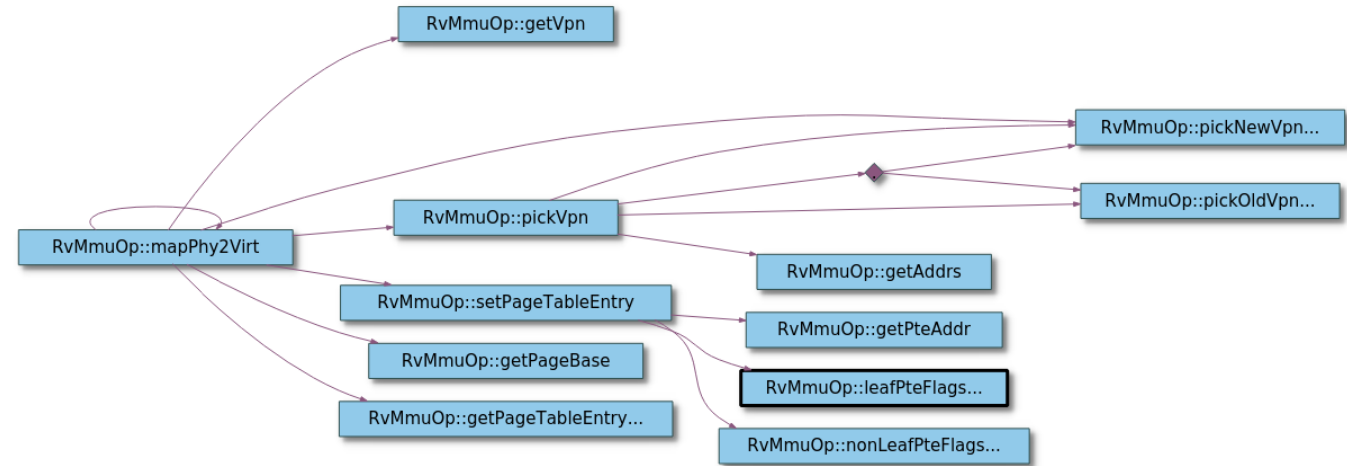 RvMmuOp::getVpn
RvMmuOp::pickNewVpn...
RvMmuOp::pickVpn
RvMmuOp::pickOldVpn...
RvMmuOp::mapPhy2Virt
RvMmuOp::getAddrs
RvMmuOp::setPageTableEntry
RvMmuOp::getPteAddr
RvMmuOp::getPageBase
RvMmuOp::leafPteFlags...
RvMmuOp::getPageTableEntry...
RvMmuOp::nonLeafPteFlags...